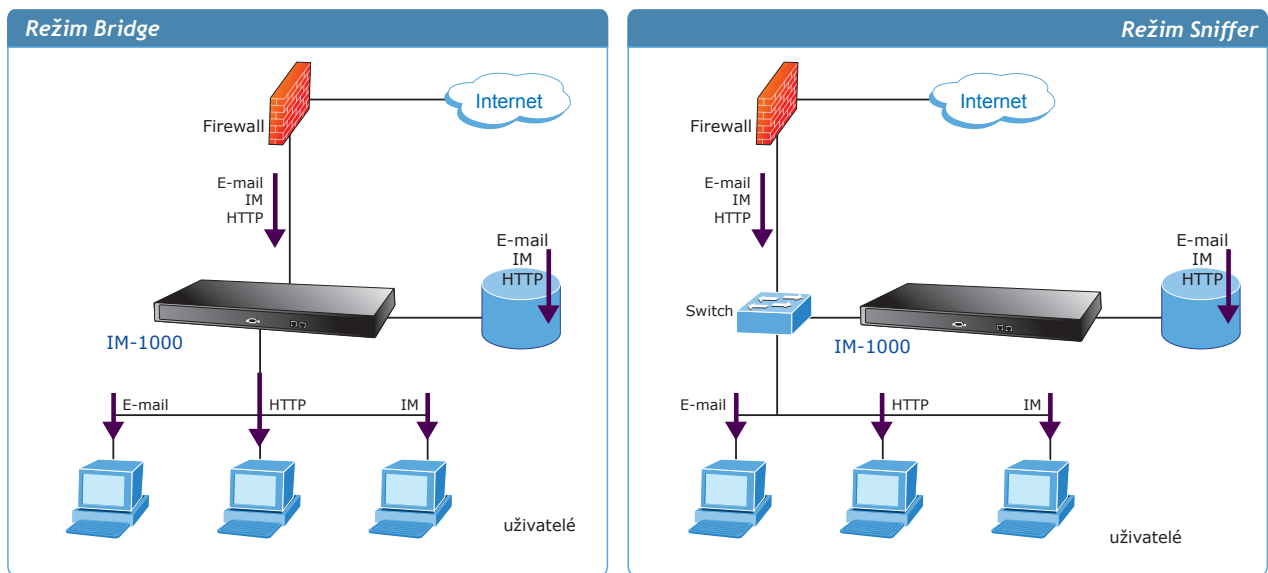 Režim Bridge
Internet
Firewall
E-mail
IM
HTTP
E-mail
IM
HTTP
IM-1000
E-mail
HTTP
IM
uživatelé
Režim Sniffer
Internet
Firewall
E-mail
IM
HTTP
E-mail
IM
HTTP
Switch
IM-1000
E-mail
HTTP
IM
uživatelé